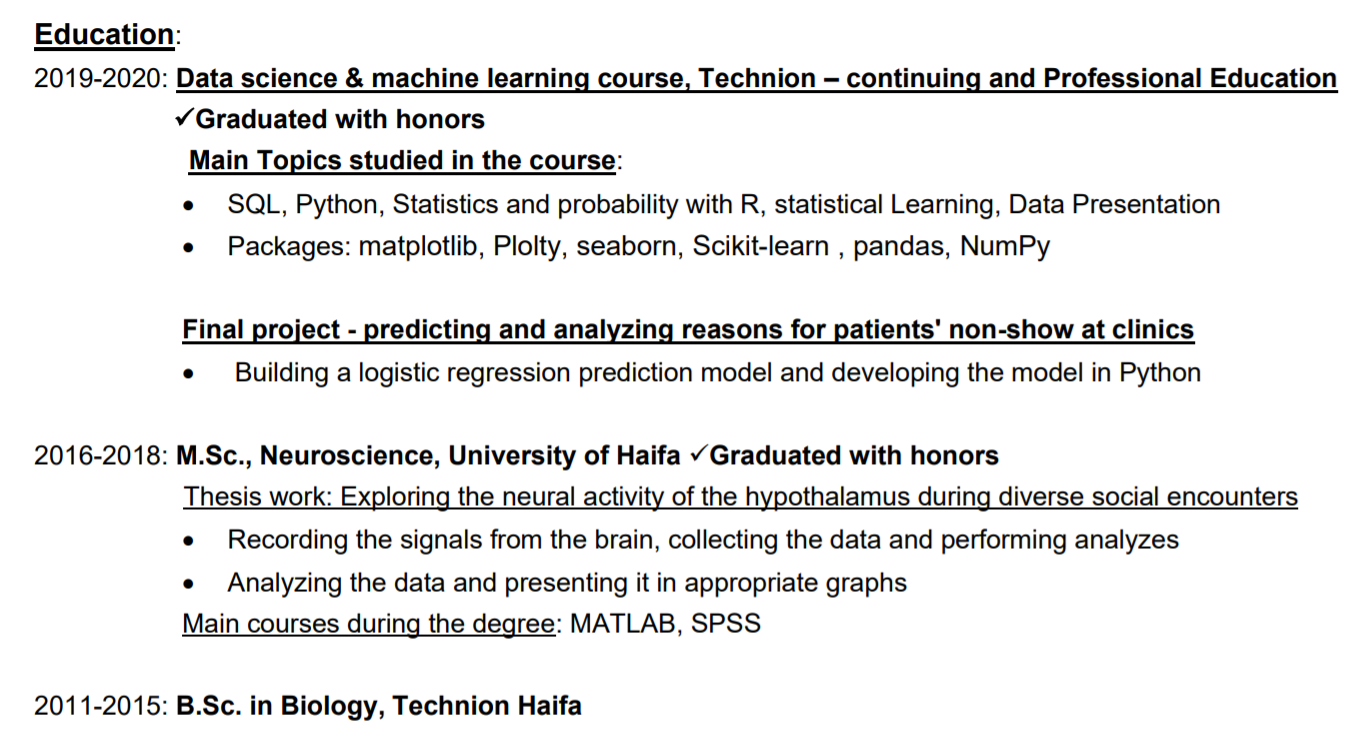 Education:
2019-2020: Data science & machine learning course, Technion – continuing and Professional Education
✓Graduated with honors
Main Topics studied in the course:
• SQL, Python, Statistics and probability with R, statistical Learning, Data Presentation
• Packages: matplotlib, Plolty, seaborn, Scikit-learn , pandas, NumPy
Final project - predicting and analyzing reasons for patients' non-show at clinics
• Building a logistic regression prediction model and developing the model in Python
2016-2018: M.Sc., Neuroscience, University of Haifa ✓Graduated with honors
Thesis work: Exploring the neural activity of the hypothalamus during diverse social encounters
• Recording the signals from the brain, collecting the data and performing analyzes
• Analyzing the data and presenting it in appropriate graphs
Main courses during the degree: MATLAB, SPSS
2011-2015: B.Sc. in Biology, Technion Haifa